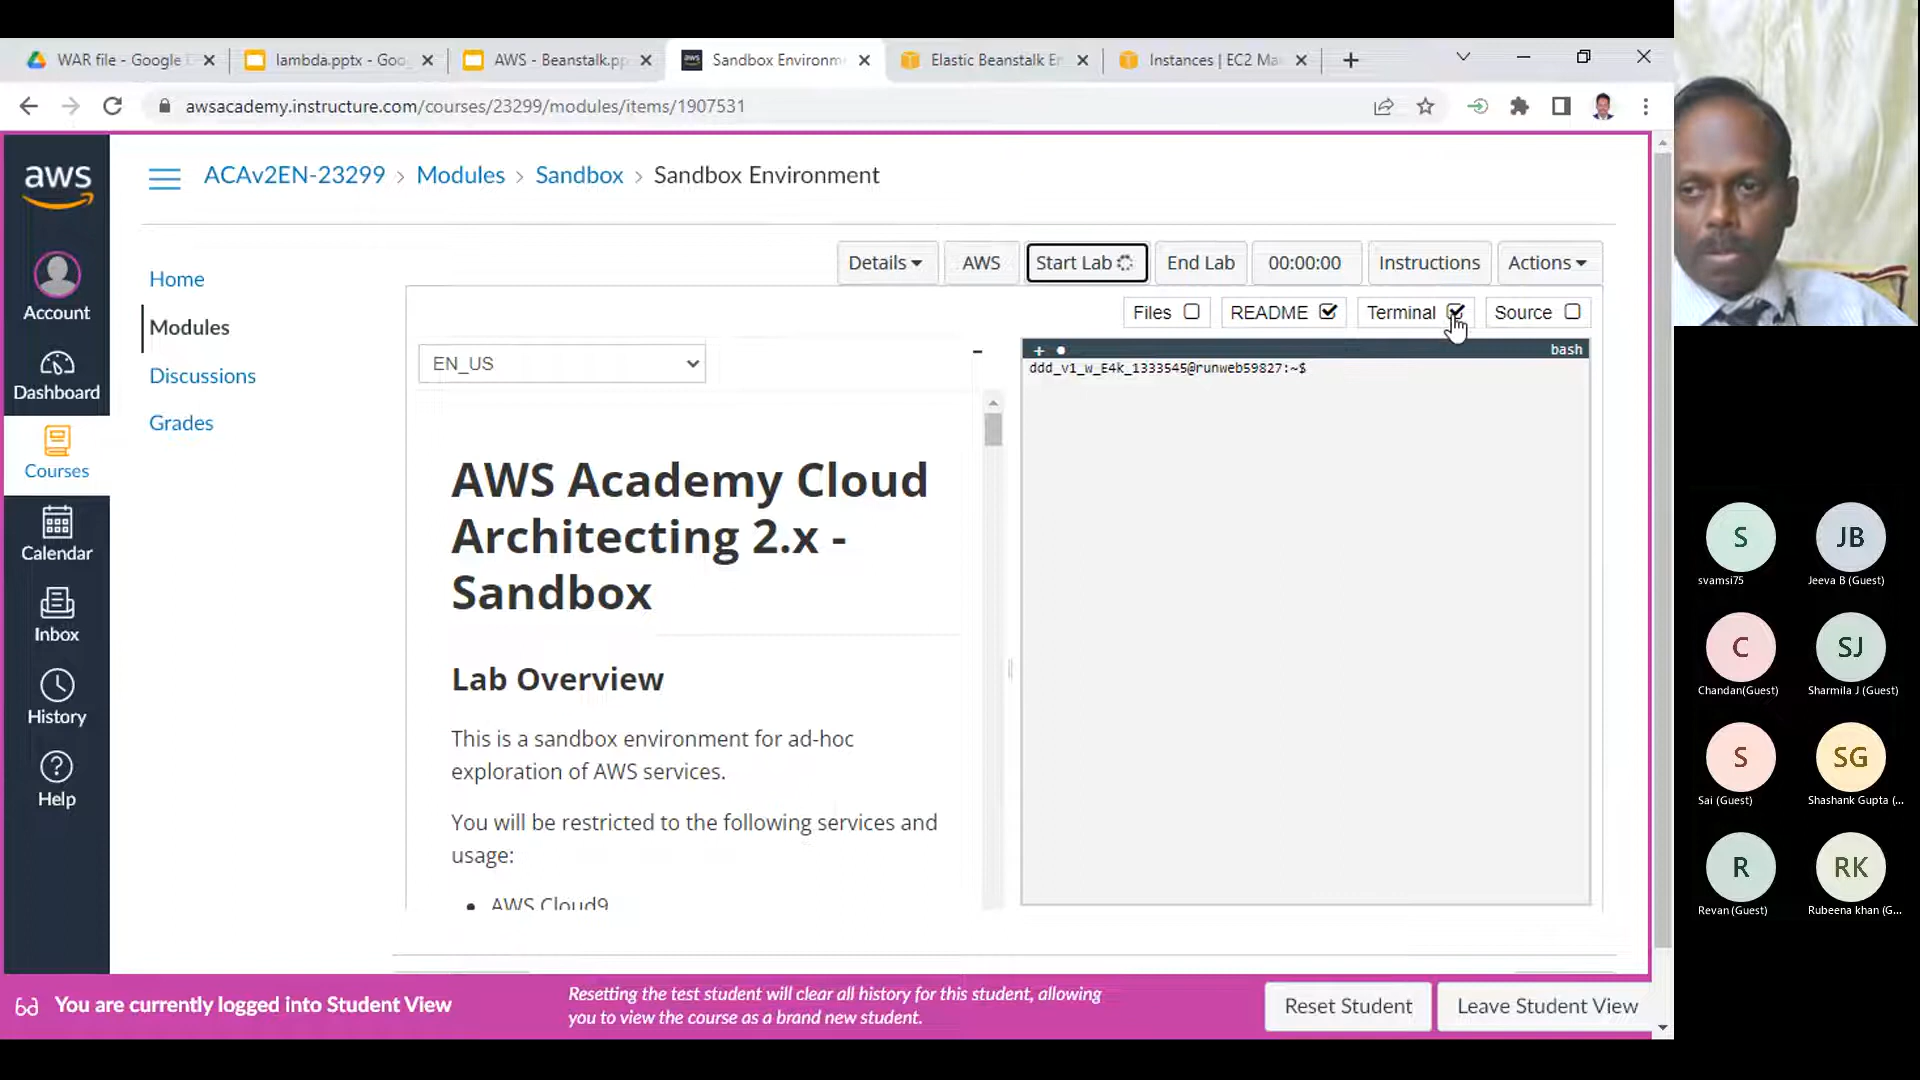 WAR file - Google D
lambda.pptx - Goo
AWS - Beanstalk.pp
Sandbox Environm
Elastic Beanstalk En
Instances | EC2 Ma
awsacademy.instructure.com/courses/23299/modules/items/1907531
aws
Account
Dashboard
Courses
Calendar
Inbox
History
Help
ACAv2EN-23299 > Modules > Sandbox > Sandbox Environment
Home
Modules
Discussions
Grades
Details AWS Start Lab End Lab 00:00:00 Instructions Actions
Files README Terminal Source
EN_US
bash
ddd_v1_w_E4k_1333545@runweb59827:~$
AWS Academy Cloud
Architecting 2.x -
Sandbox
Lab Overview
This is a sandbox environment for ad-hoc
exploration of AWS services.
You will be restricted to the following services and
usage:
• AWS Cloud9
You are currently logged into Student View
Resetting the test student will clear all history for this student, allowing
you to view the course as a brand new student.
Reset Student
Leave Student View
S
svamsi75
JB
Jeeva B (Guest)
C
Chandan(Guest)
SJ
Sharmila J (Guest)
S
Sai (Guest)
SG
Shashank Gupta (...
R
Revan (Guest)
RK
Rubeena khan (G...